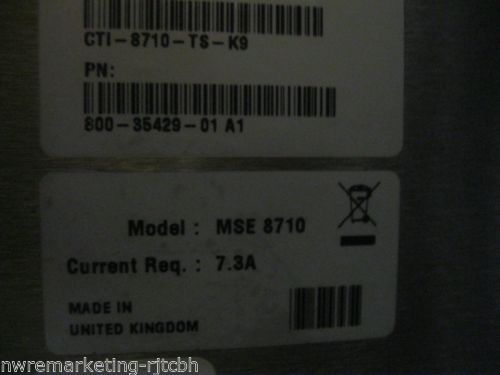 CTI-8710-TS-K9
PN:
800-35429-01 A1
Model : MSE 8710
Current Req. : 7.3A
MADE IN
UNITED KINGDOM
nwremarketing-rjtcbh